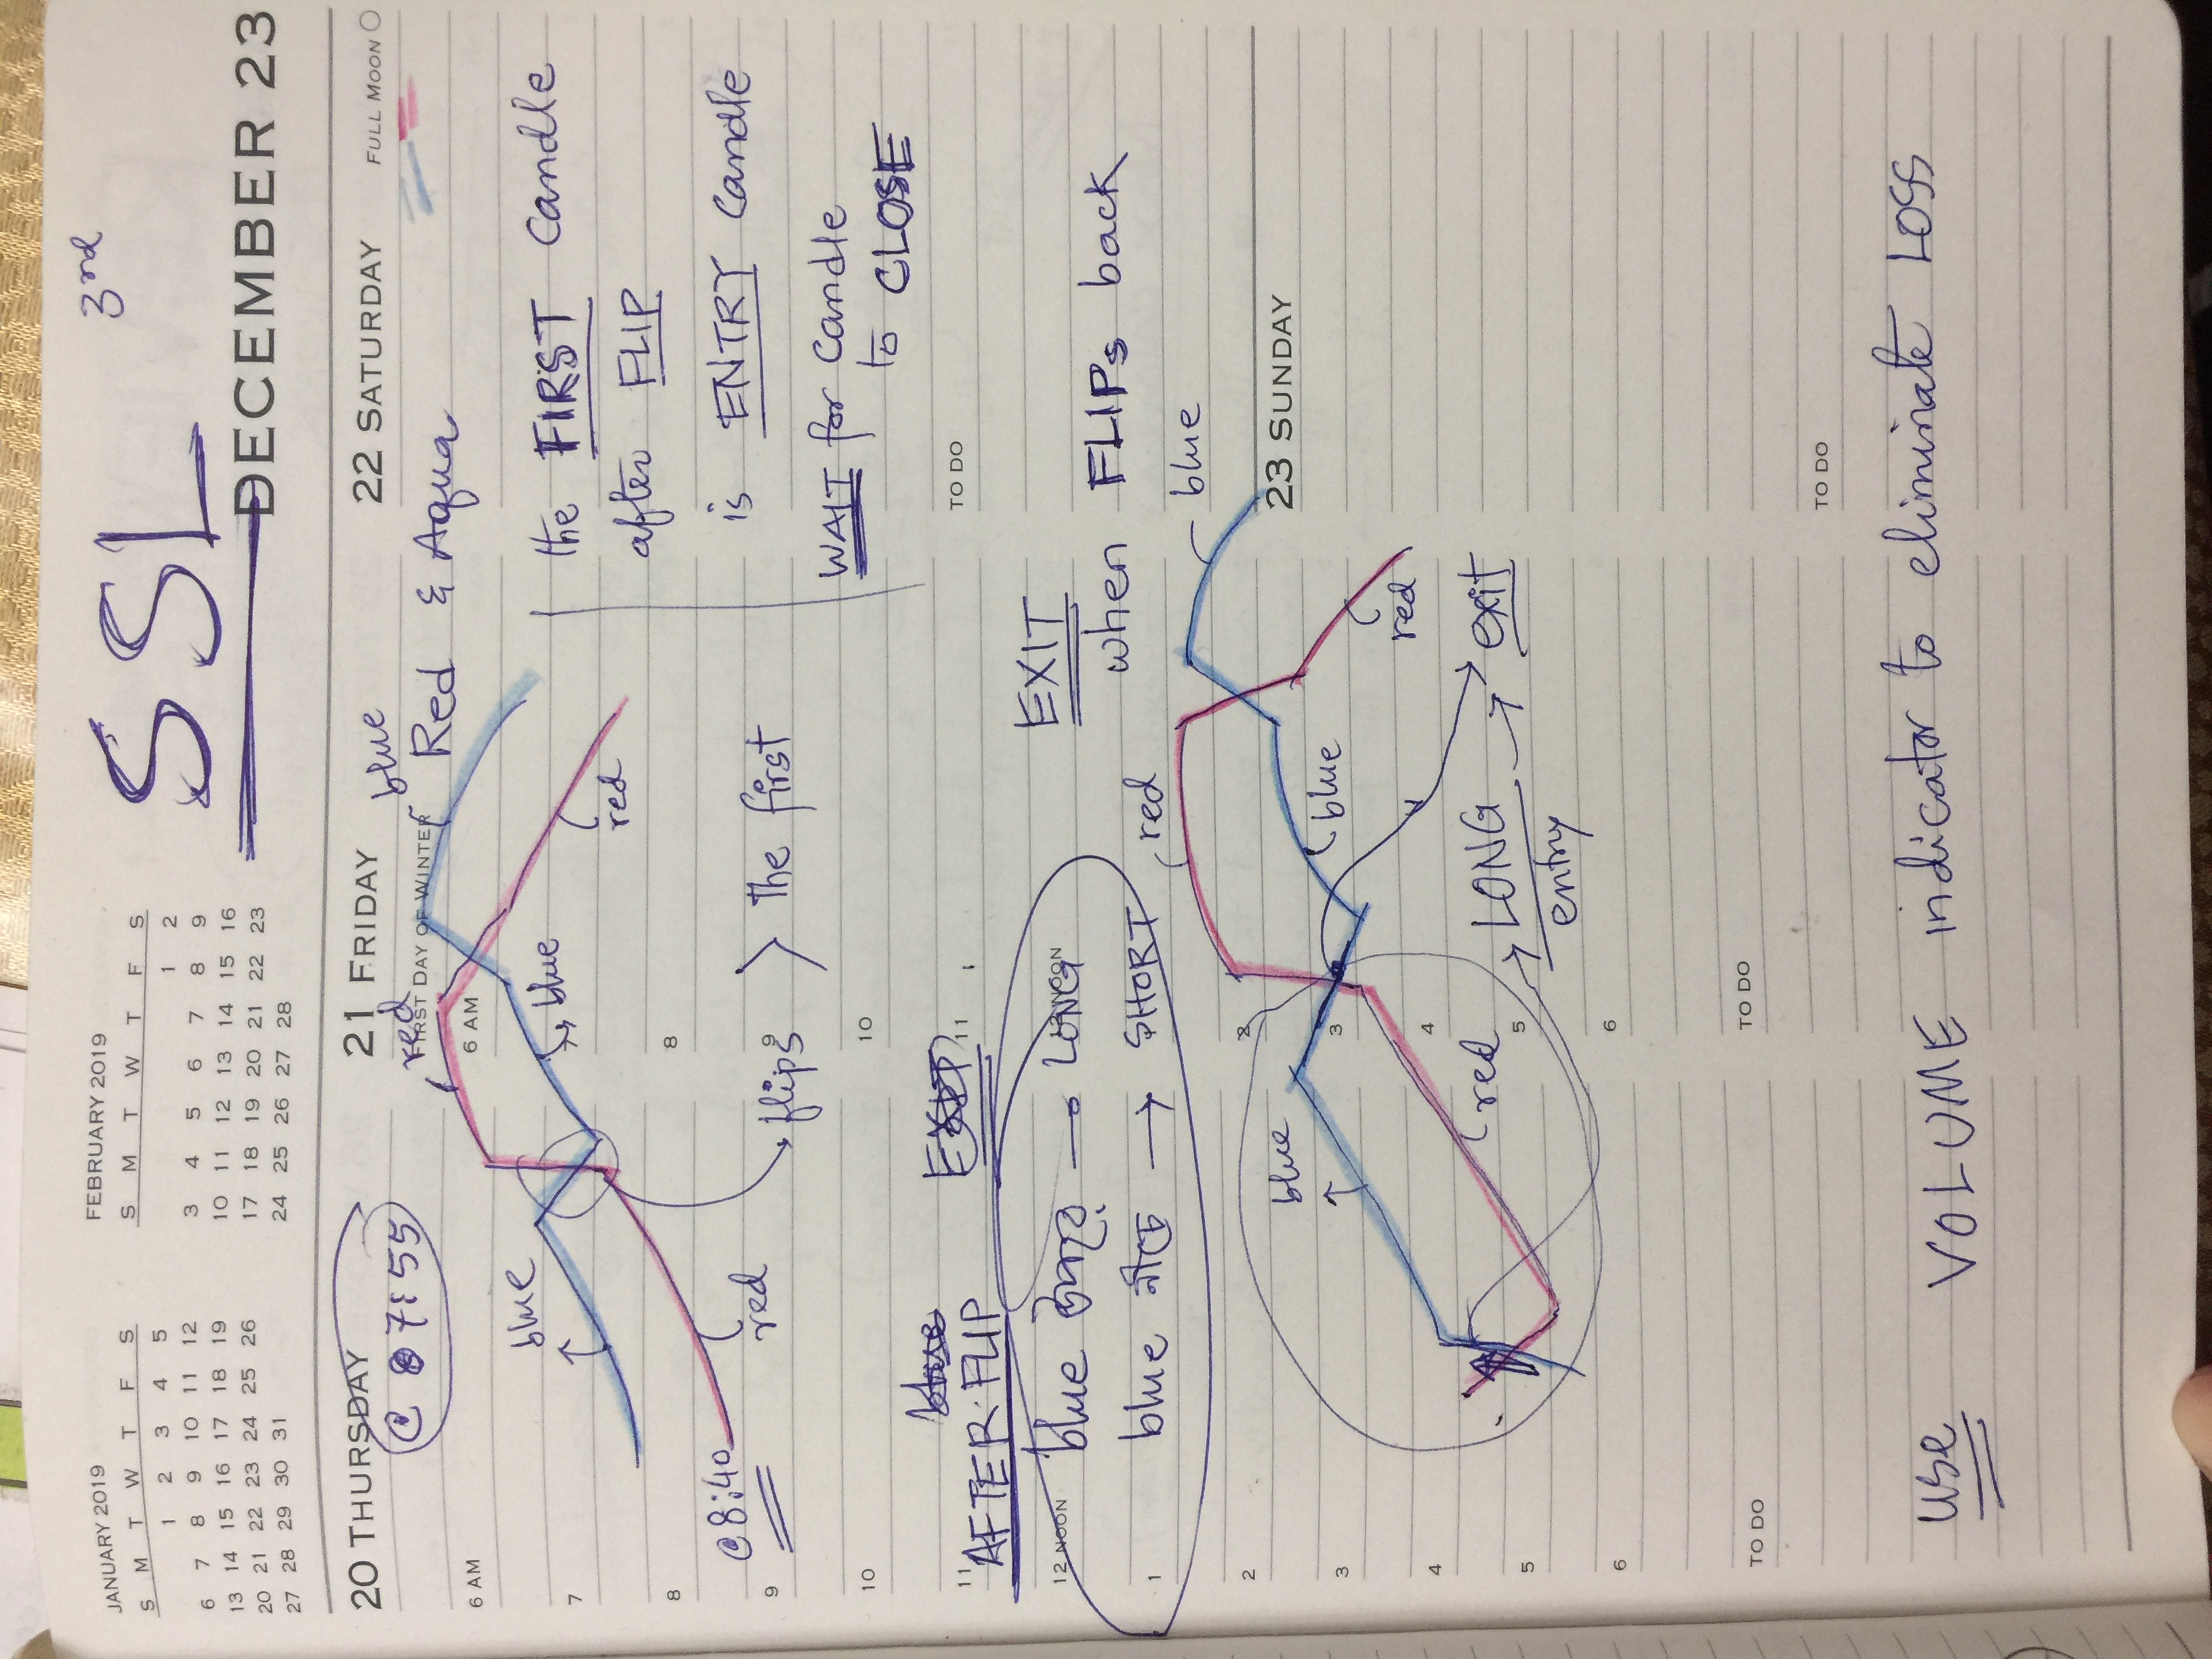 JANUARY 2019
S M T W T F S
1 2 3 4 5
6 7 8 9 10 11 12
13 14 15 16 17 18 19
20 21 22 23 24 25 26
27 28 29 30 31
FEBRUARY 2019
S M T W T F S
1 2
3 4 5 6 7 8 9
10 11 12 13 14 15 16
17 18 19 20 21 22 23
24 25 26 27 28
SSL 3rd
DECEMBER 23
20 THURSDAY
@ 07:55
21 FRIDAY
FIRST DAY OF WINTER
22 SATURDAY
FULL MOON
red
blue
Red & Aqua
6 AM
6 AM
blue
blue
7
red
the FIRST candle
after FLIP
is ENTRY candle
WAIT for candle
to CLOSE
8
8
@8:40
red
9
9
flips > The first
10
10
blue
EXIT
11
11
AFTER FLIP
12 NOON
12 NOON
blue উপরে → LONG
1
blue নীচে → SHORT
EXIT
when FLIPs back
TO DO
red
blue
2
2
blue
3
3
blue
red
4
4
red
LONG → exit
entry
5
5
6
6
23 SUNDAY
TO DO
TO DO
TO DO
use VOLUME indicator to eliminate LOSS